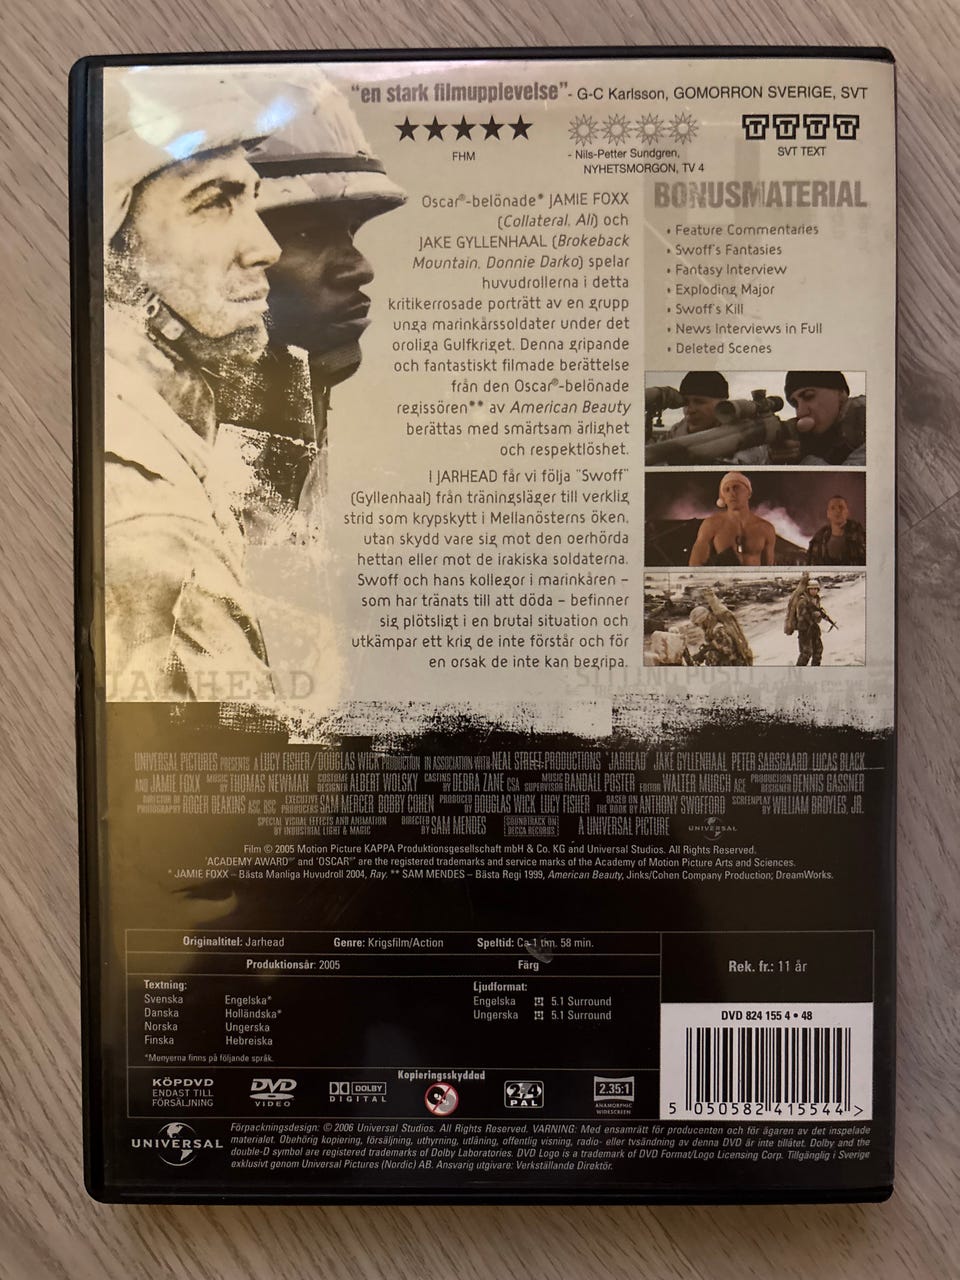 "en stark filmupplevelse" - G-C Karlsson, GOMORRON SVERIGE, SVT
FHM
- Nils-Petter Sundgren,
NYHETSMORGON, TV 4
T T T T
SVT TEXT
Oscar®-belönade* JAMIE FOXX
(Collateral, Ali) och
JAKE GYLLENHAAL (Brokeback
Mountain, Donnie Darko) spelar
huvudrollerna i detta
kritikerrosade porträtt av en grupp
unga marinkårssoldater under det
oroliga Gulfkriget. Denna gripande
och fantastiskt filmade berättelse
från den Oscar®-belönade
regissören** av American Beauty
berättas med smärtsam ärlighet
och respektlöshet.
I JARHEAD får vi följa "Swoff"
(Gyllenhaal) från träningsläger till verklig
strid som krypskytt i Mellanösterns öken,
utan skydd vare sig mot den oerhörda
hettan eller mot de irakiska soldaterna.
Swoff och hans kollegor i marinkåren –
som har tränats till att döda – befinner
sig plötsligt i en brutal situation och
utkämpar ett krig de inte förstår och för
en orsak de inte kan begripa.
BONUSMATERIAL
• Feature Commentaries
• Swoff's Fantasies
• Fantasy Interview
• Exploding Major
• Swoff's Kill
• News Interviews in Full
• Deleted Scenes
JARHEAD
SITTING POSITION
UNIVERSAL PICTURES PRESENTS A LUCY FISHER/DOUGLAS WICK PRODUCTION IN ASSOCIATION WITH NEAL STREET PRODUCTIONS "JARHEAD" JAKE GYLLENHAAL PETER SARSGAARD LUCAS BLACK
AND JAMIE FOXX MUSIC BY THOMAS NEWMAN COSTUME DESIGNER ALBERT WOLSKY CASTING BY DEBRA ZANE CSA MUSIC SUPERVISOR RANDALL POSTER EDITOR WALTER MURCH ACE PRODUCTION DESIGNER DENNIS GASSNER
DIRECTOR OF PHOTOGRAPHY ROGER DEAKINS ASC, BSC EXECUTIVE PRODUCERS SAM MERCER BOBBY COHEN PRODUCED BY DOUGLAS WICK LUCY FISHER BASED ON THE BOOK BY ANTHONY SWOFFORD SCREENPLAY BY WILLIAM BROYLES, JR.
SPECIAL VISUAL EFFECTS AND ANIMATION BY INDUSTRIAL LIGHT & MAGIC DIRECTED BY SAM MENDES SOUNDTRACK ON DECCA RECORDS A UNIVERSAL PICTURE UNIVERSAL
Film © 2005 Motion Picture KAPPA Produktionsgesellschaft mbH & Co. KG and Universal Studios. All Rights Reserved.
'ACADEMY AWARD®' and 'OSCAR®' are the registered trademarks and service marks of the Academy of Motion Picture Arts and Sciences.
* JAMIE FOXX – Bästa Manliga Huvudroll 2004, Ray. ** SAM MENDES – Bästa Regi 1999, American Beauty, Jinks/Cohen Company Production; DreamWorks.
Originaltitel: Jarhead Genre: Krigsfilm/Action Speltid: Ca 1 tim. 58 min.
Produktionsår: 2005 Färg
Rek. fr.: 11 år
Textning:
Svenska Engelska*
Danska Holländska*
Norska Ungerska
Finska Hebreiska
*Menyerna finns på följande språk.
Ljudformat:
Engelska 5.1 Surround
Ungerska 5.1 Surround
DVD 824 155 4 • 48
5 050582 415544 >
Kopieringsskyddad
KÖPDVD
ENDAST TILL
FÖRSÄLJNING
DVD
VIDEO
DOLBY
DIGITAL
2 4
PAL
2.35:1
ANAMORPHIC
WIDESCREEN
UNIVERSAL
Förpackningsdesign: © 2006 Universal Studios. All Rights Reserved. VARNING: Med ensamrätt för producenten och för ägaren av det inspelade
materialet. Obehörig kopiering, försäljning, uthyrning, utlåning, offentlig visning, radio- eller tvsändning av denna DVD är inte tillåtet. Dolby and the
double-D symbol are registered trademarks of Dolby Laboratories. DVD Logo is a trademark of DVD Format/Logo Licensing Corp. Tillgänglig i Sverige
exklusivt genom Universal Pictures (Nordic) AB. Ansvarig utgivare: Verkställande Direktör.